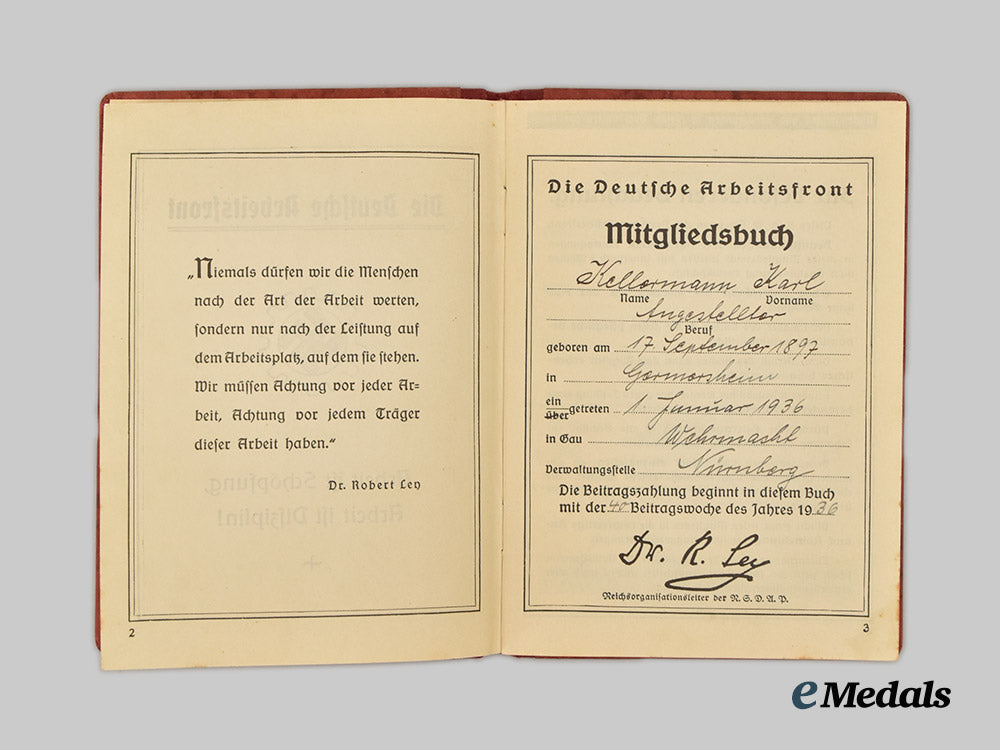 „Niemals dürfen wir die Menschen
nach der Art der Arbeit werten,
sondern nur nach der Leistung auf
dem Arbeitsplatz, auf dem sie stehen.
Wir müssen Achtung vor jeder Ar=
beit, Achtung vor jedem Träger
dieser Arbeit haben.“
Dr. Robert Ley
2
Die Deutsche Arbeitsfront
Mitgliedsbuch
Kellermann Karl
Name Vorname
Angestellter
Beruf
geboren am 17. September 1897
in Germersheim
ein
über getreten 1. Januar 1936
in Gau Wehrmacht
Verwaltungsstelle Nürnberg
Die Beitragszahlung beginnt in diesem Buch
mit der 40 Beitragswoche des Jahres 1936
Dr. R. Ley
Reichsorganisationsleiter der N. S. D. A. P.
3
eMedals